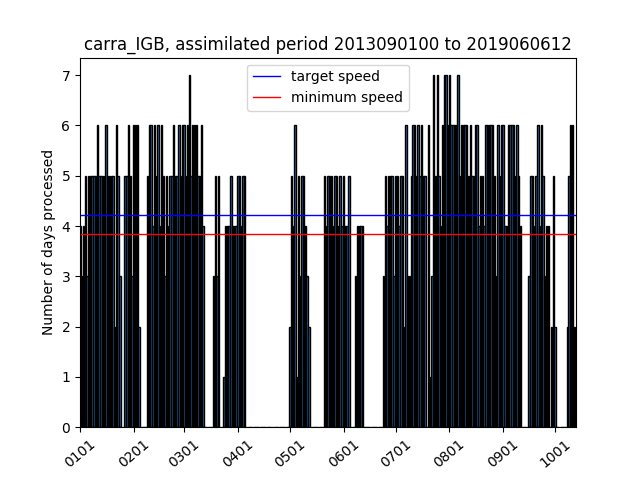 carra_IGB, assimilated period 2013090100 to 2019060612
target speed
minimum speed
Number of days processed
7
6
5
4
3
2
1
0
0101 0201 0301 0401 0501 0601 0701 0801 0901 1001